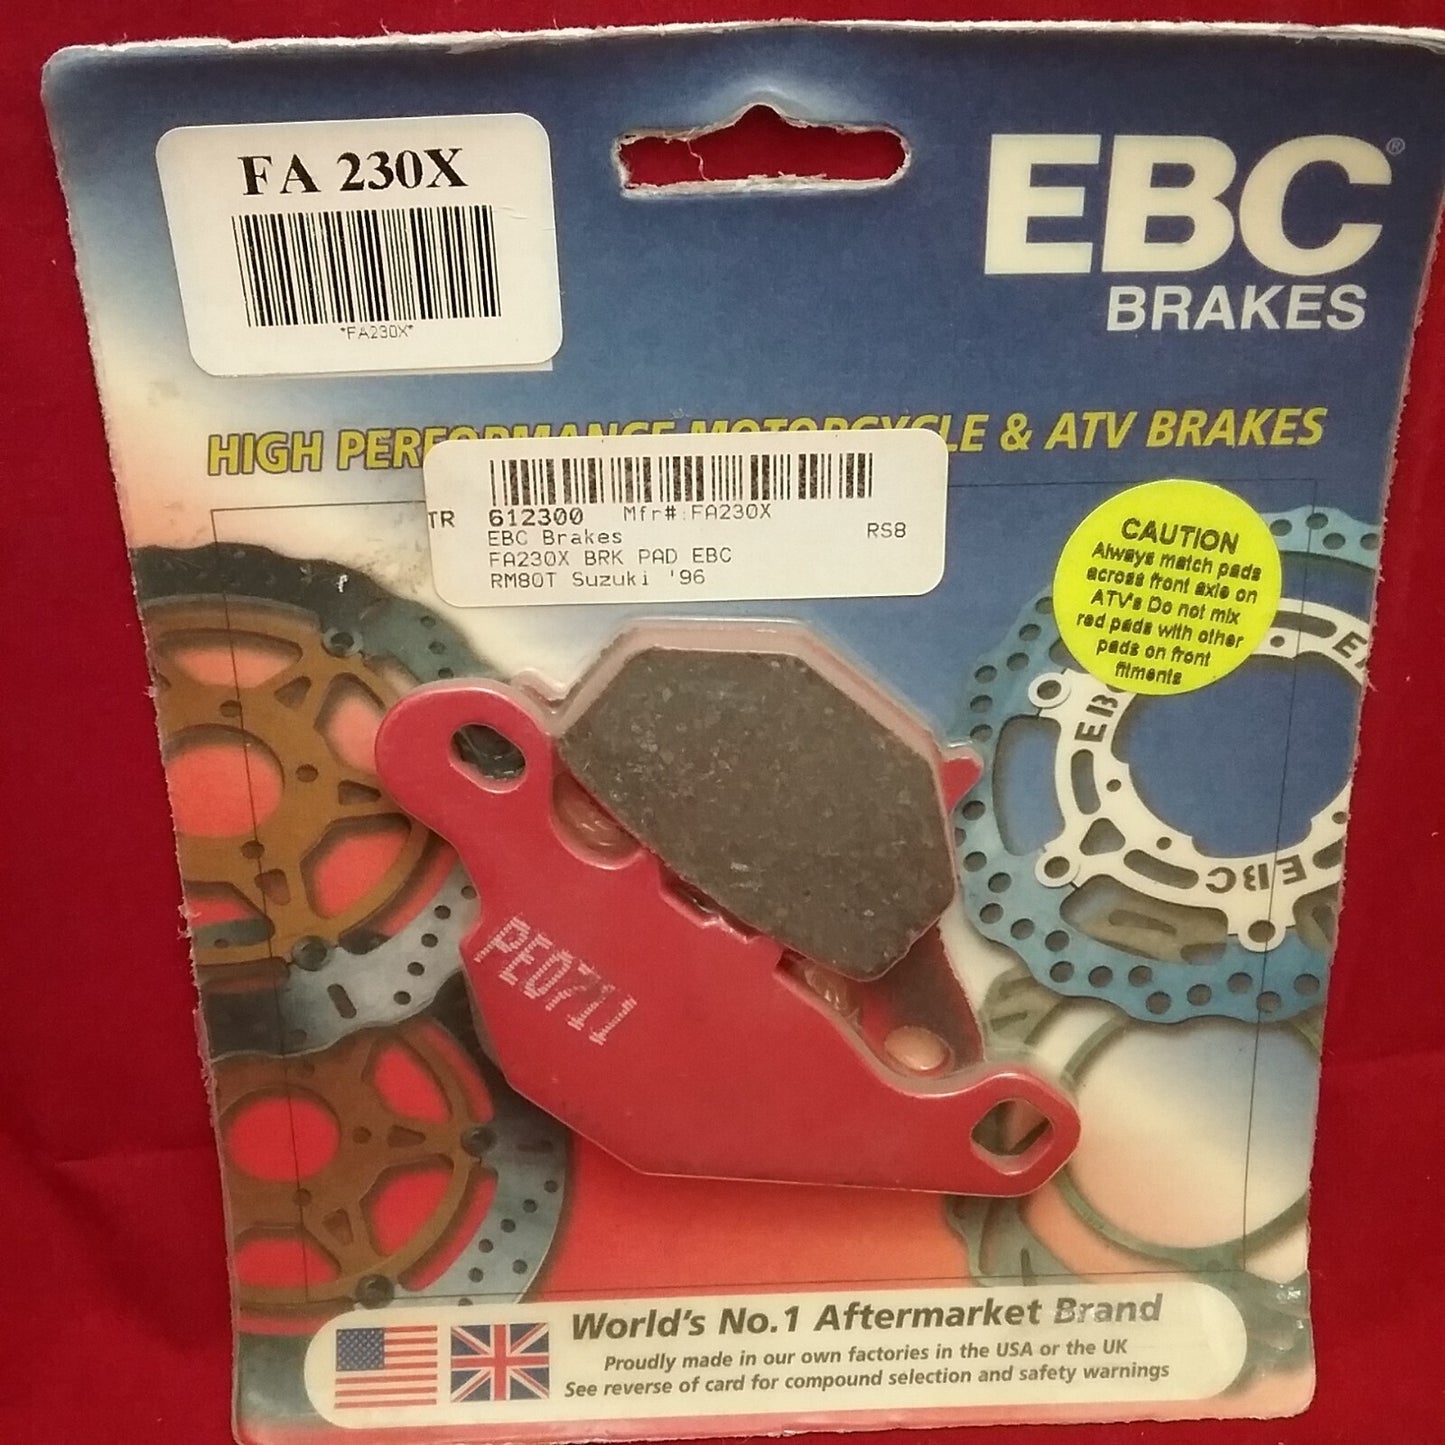 FA 230X
*FA230X*
EBC®
BRAKES
HIGH PERFORMANCE MOTORCYCLE & ATV BRAKES
TR 612300 Mfr#:FA230X
EBC Brakes RS8
FA230X BRK PAD EBC
RM80T Suzuki '96
CAUTION
Always match pads
across front axle on
ATV's Do not mix
red pads with other
pads on front
fitments
EBC
EBC
World's No.1 Aftermarket Brand
Proudly made in our own factories in the USA or the UK
See reverse of card for compound selection and safety warnings